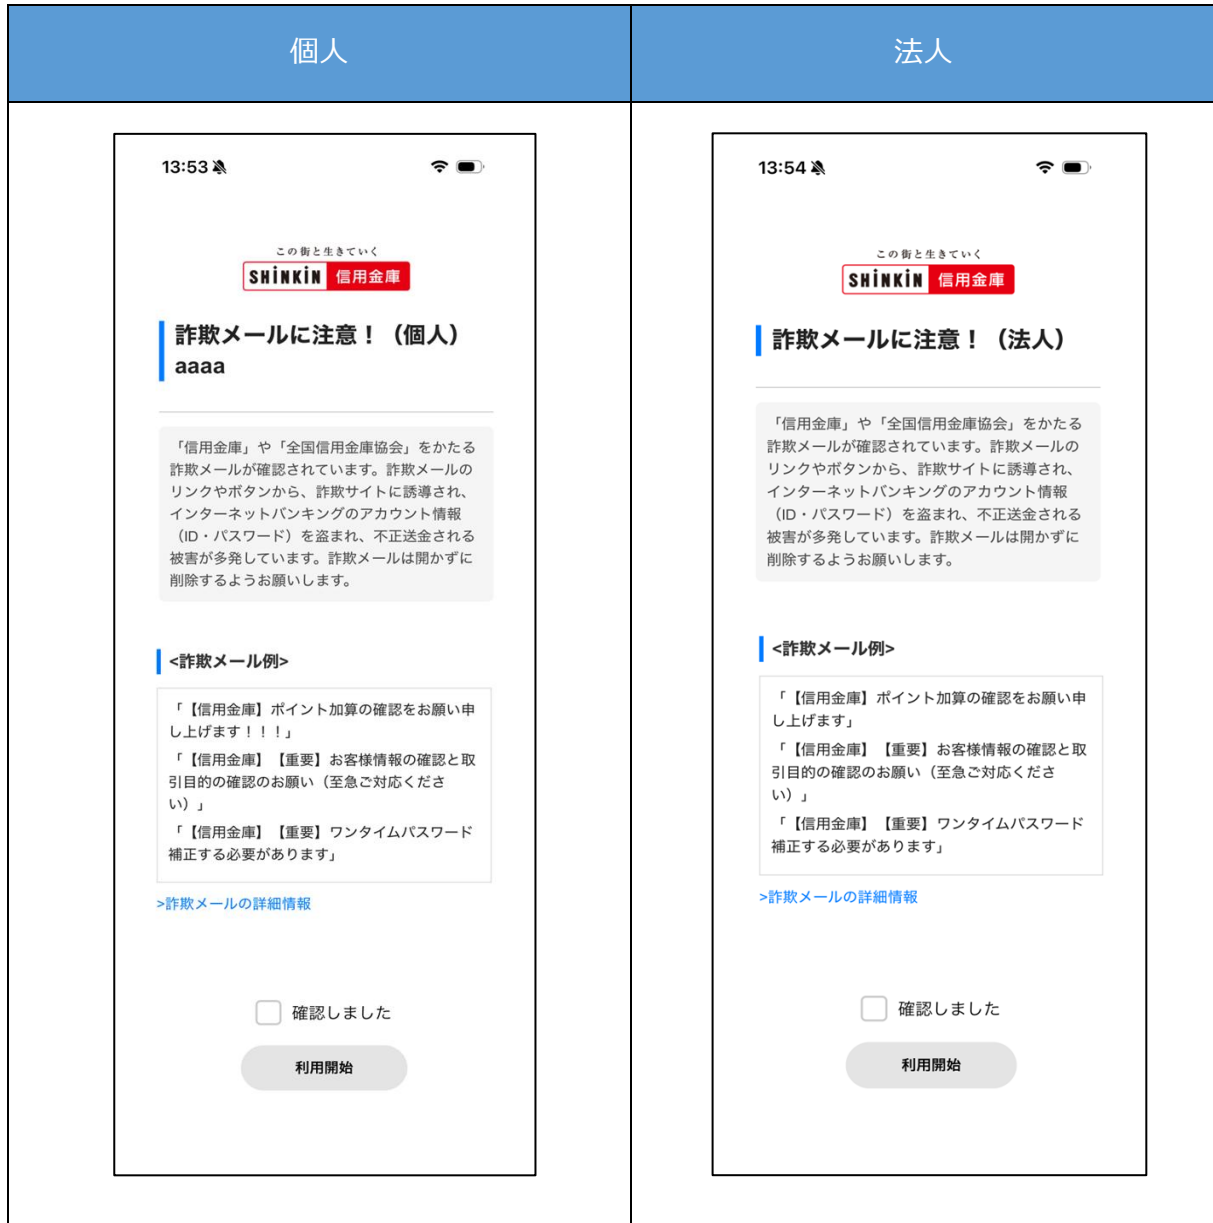 個人
法人
13:53
この街と生きていく
SHINKIN 信用金庫
詐欺メールに注意！（個人）
aaaa
「信用金庫」や「全国信用金庫協会」をかたる
詐欺メールが確認されています。詐欺メールの
リンクやボタンから、詐欺サイトに誘導され、
インターネットバンキングのアカウント情報
（ID・パスワード）を盗まれ、不正送金される
被害が多発しています。詐欺メールは開かずに
削除するようお願いします。
<詐欺メール例>
「【信用金庫】ポイント加算の確認をお願い申
し上げます！！！」
「【信用金庫】【重要】お客様情報の確認と取
引目的の確認のお願い（至急ご対応くださ
い）」
「【信用金庫】【重要】ワンタイムパスワード
補正する必要があります」
>詐欺メールの詳細情報
確認しました
利用開始
13:54
この街と生きていく
SHINKIN 信用金庫
詐欺メールに注意！（法人）
「信用金庫」や「全国信用金庫協会」をかたる
詐欺メールが確認されています。詐欺メールの
リンクやボタンから、詐欺サイトに誘導され、
インターネットバンキングのアカウント情報
（ID・パスワード）を盗まれ、不正送金される
被害が多発しています。詐欺メールは開かずに
削除するようお願いします。
<詐欺メール例>
「【信用金庫】ポイント加算の確認をお願い申
し上げます」
「【信用金庫】【重要】お客様情報の確認と取
引目的の確認のお願い（至急ご対応くださ
い）」
「【信用金庫】【重要】ワンタイムパスワード
補正する必要があります」
>詐欺メールの詳細情報
確認しました
利用開始